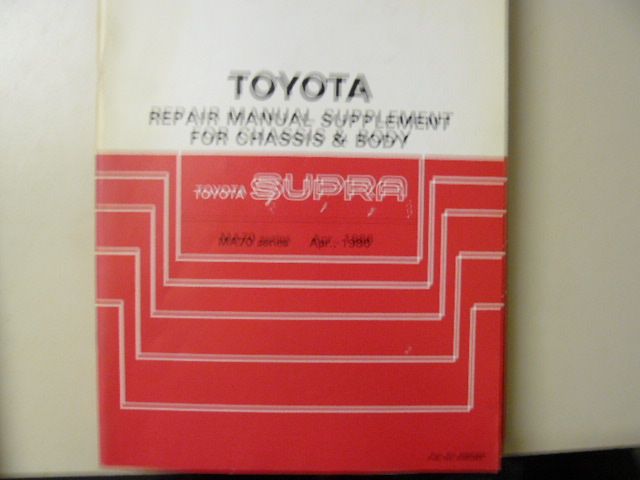 TOYOTA
REPAIR MANUAL SUPPLEMENT
FOR CHASSIS & BODY
TOYOTA SUPRA
MA70 series Apr., 1986